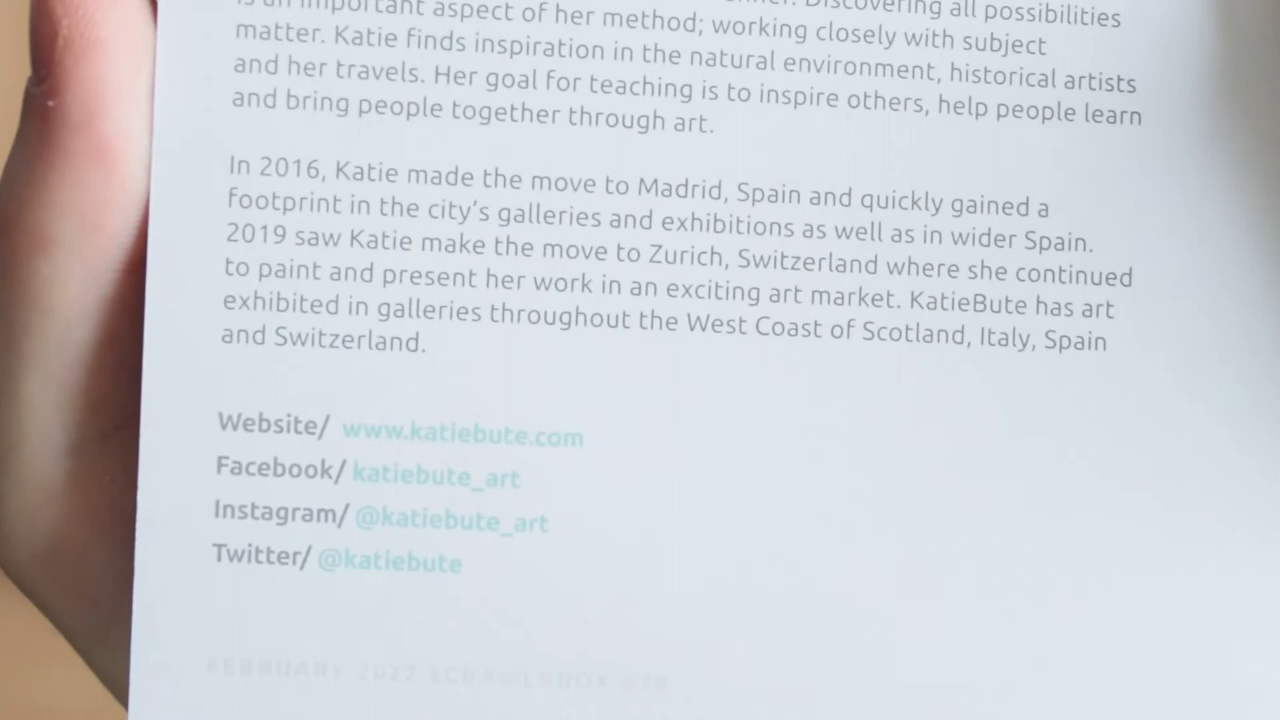 Discovering all possibilities
is an important aspect of her method; working closely with subject
matter. Katie finds inspiration in the natural environment, historical artists
and her travels. Her goal for teaching is to inspire others, help people learn
and bring people together through art.
In 2016, Katie made the move to Madrid, Spain and quickly gained a
footprint in the city's galleries and exhibitions as well as in wider Spain.
2019 saw Katie make the move to Zurich, Switzerland where she continued
to paint and present her work in an exciting art market. KatieBute has art
exhibited in galleries throughout the West Coast of Scotland, Italy, Spain
and Switzerland.
Website/ www.katiebute.com
Facebook/ katiebute_art
Instagram/ @katiebute_art
Twitter/ @katiebute
FEBRUARY 2022